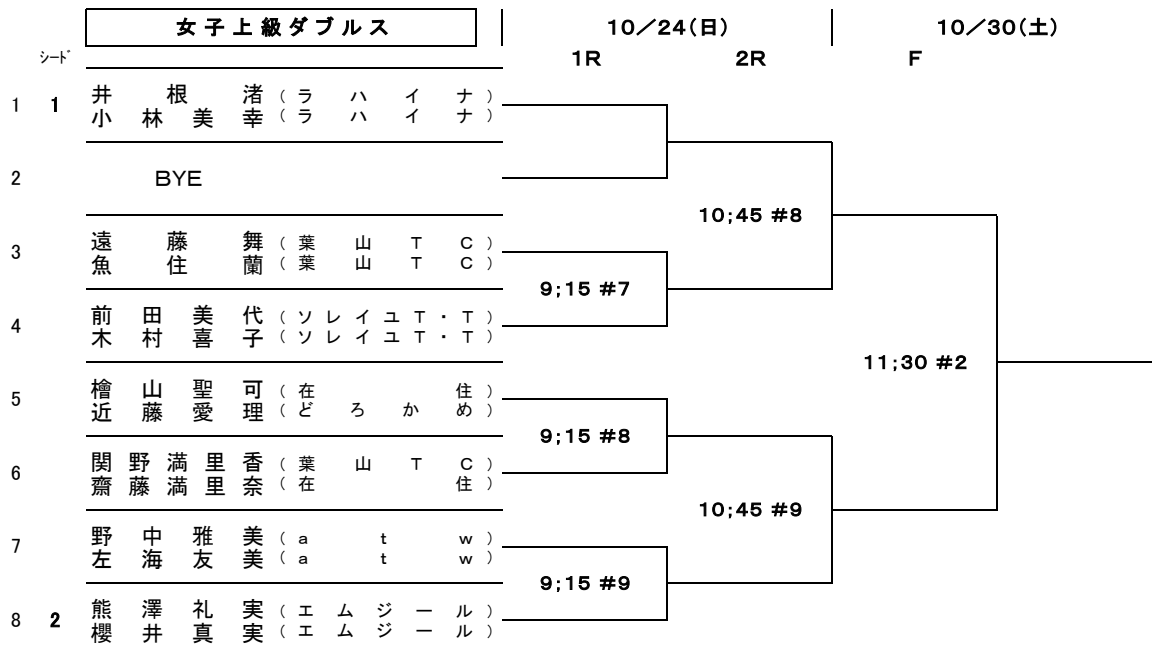 女子上級ダブルス 10／24(日) 10／30(土)
シード 1R 2R F
1 1 井根渚(ラハイナ)
小林美幸(ラハイナ)
2 BYE
10;45 #8
3 遠藤舞(葉山TC)
魚住蘭(葉山TC)
9;15 #7
4 前田美代(ソレイユT・T)
木村喜子(ソレイユT・T)
11;30 #2
5 檜山聖可(在住)
近藤愛理(どろかめ)
9;15 #8
6 関野満里香(葉山TC)
齋藤満里奈(在住)
10;45 #9
7 野中雅美(atw)
左海友美(atw)
9;15 #9
8 2 熊澤礼実(エムジール)
櫻井真実(エムジール)